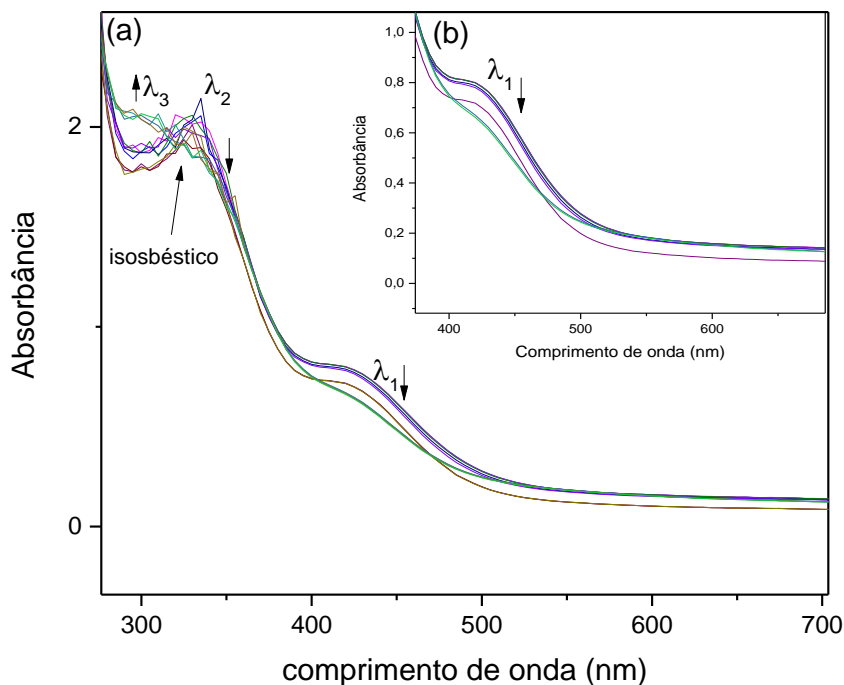 (a)
λ3
λ2
isosbéstico
λ1
Absorbância
2
0
300
400
500
600
700
comprimento de onda (nm)
(b)
λ1
Absorbância
1,0
0,8
0,6
0,4
0,2
0,0
400
500
600
Comprimento de onda (nm)